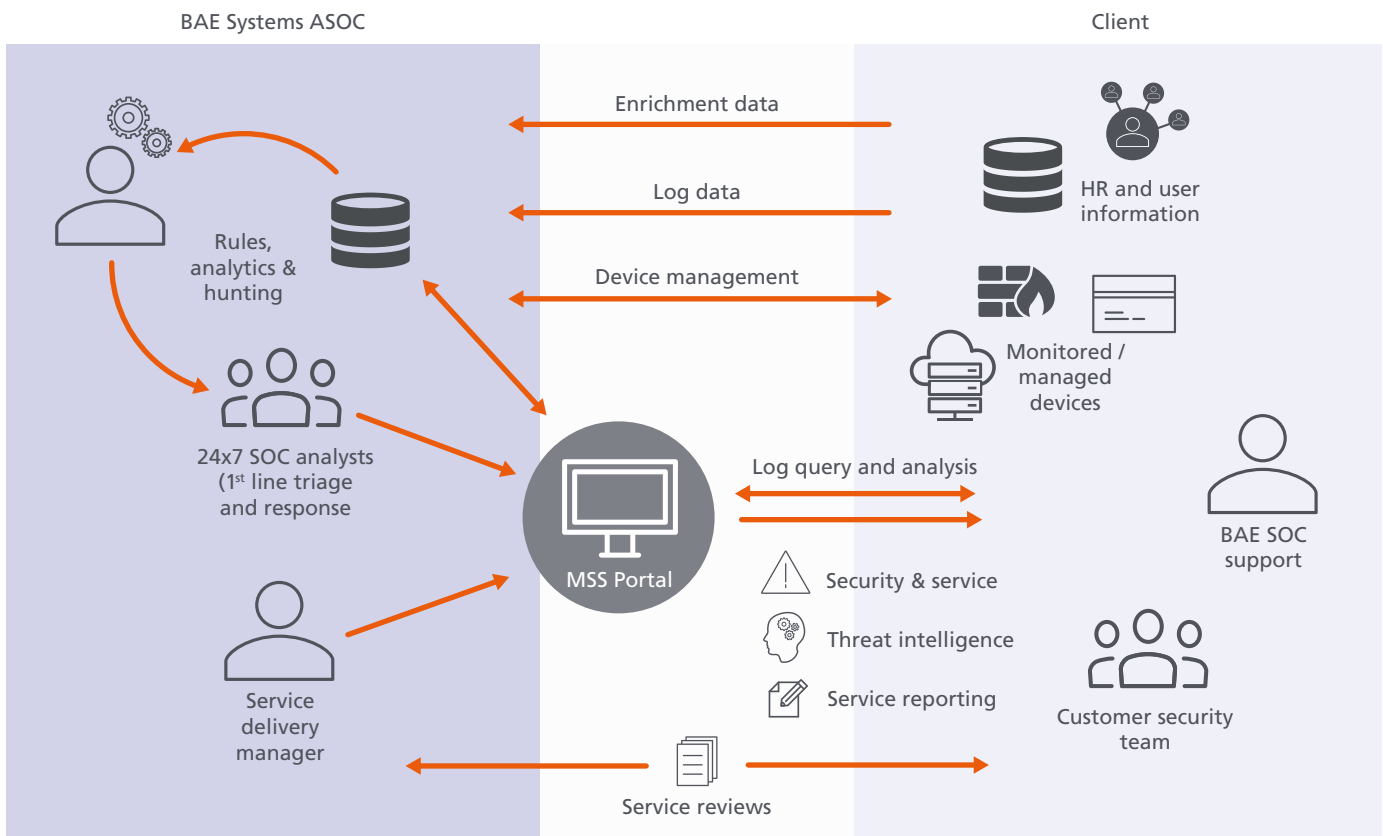 BAE Systems ASOC
Client
Enrichment data
Log data
HR and user
information
Rules,
analytics &
hunting
Device management
Monitored /
managed
devices
24x7 SOC analysts
(1st line triage
and response
Log query and analysis
BAE SOC
support
MSS Portal
Security & service
Threat intelligence
Service reporting
Service
delivery
manager
Customer security
team
Service reviews